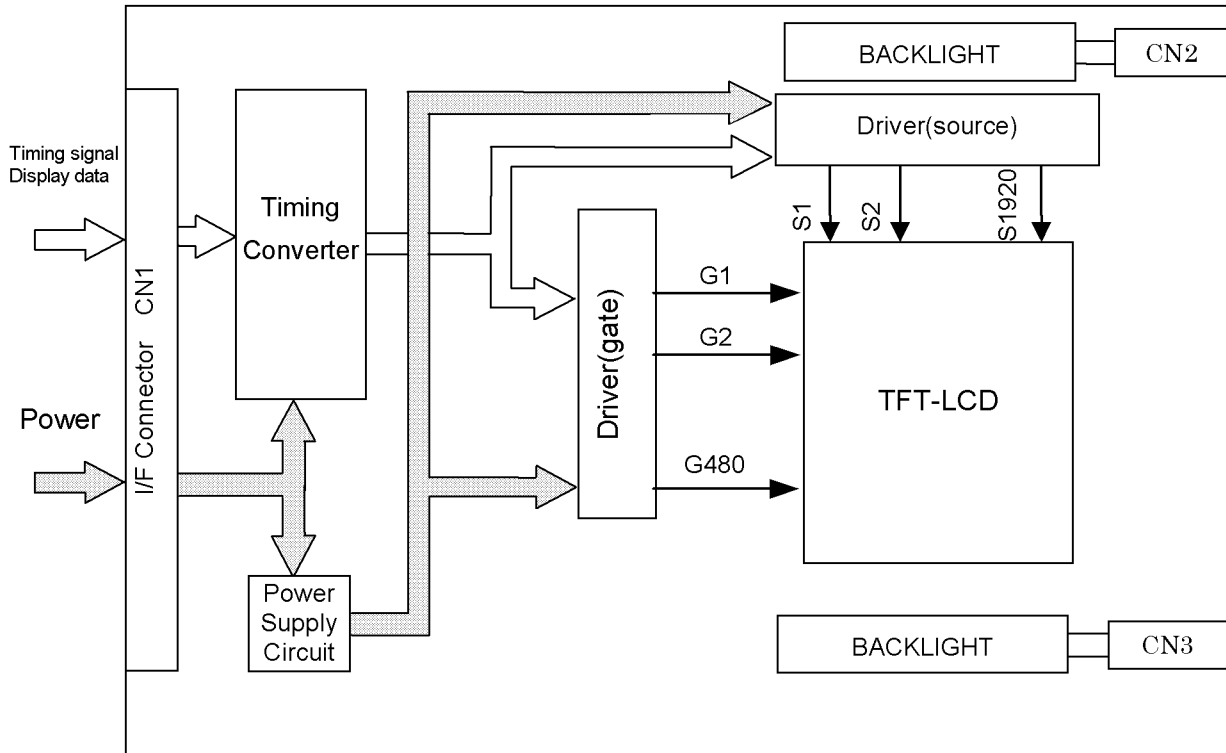 BACKLIGHT
CN2
Driver(source)
Timing signal
Display data
Timing
Converter
S1
S2
S1920
I/F Connector CN1
Driver(gate)
G1
G2
G480
TFT-LCD
Power
Power
Supply
Circuit
BACKLIGHT
CN3